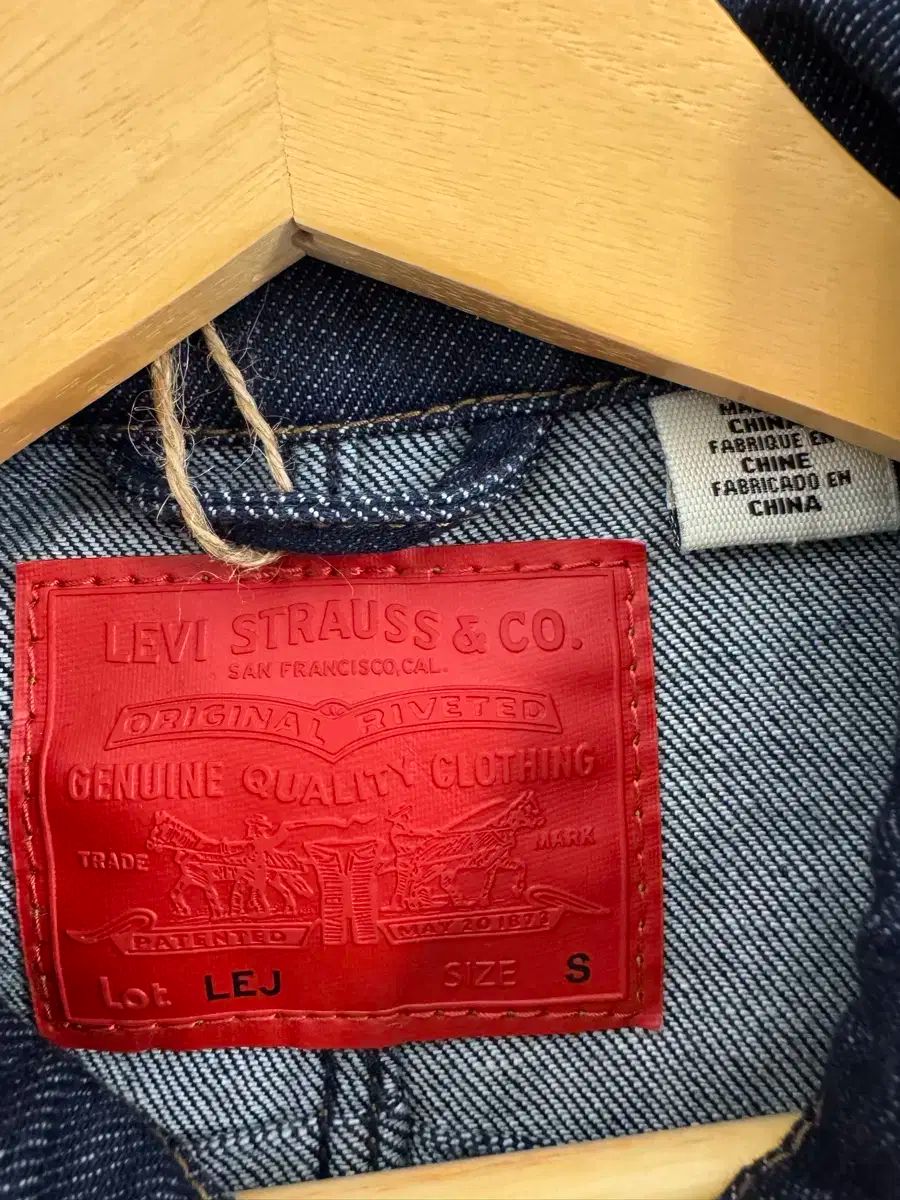 CHINA
FABRIQUE EN
CHINE
FABRICADO EN
CHINA
LEVI STRAUSS & CO.
SAN FRANCISCO, CAL.
ORIGINAL RIVETED
GENUINE QUALITY CLOTHING
TRADE MARK
PATENTED MAY 20 1873
Lot LEJ SIZE S